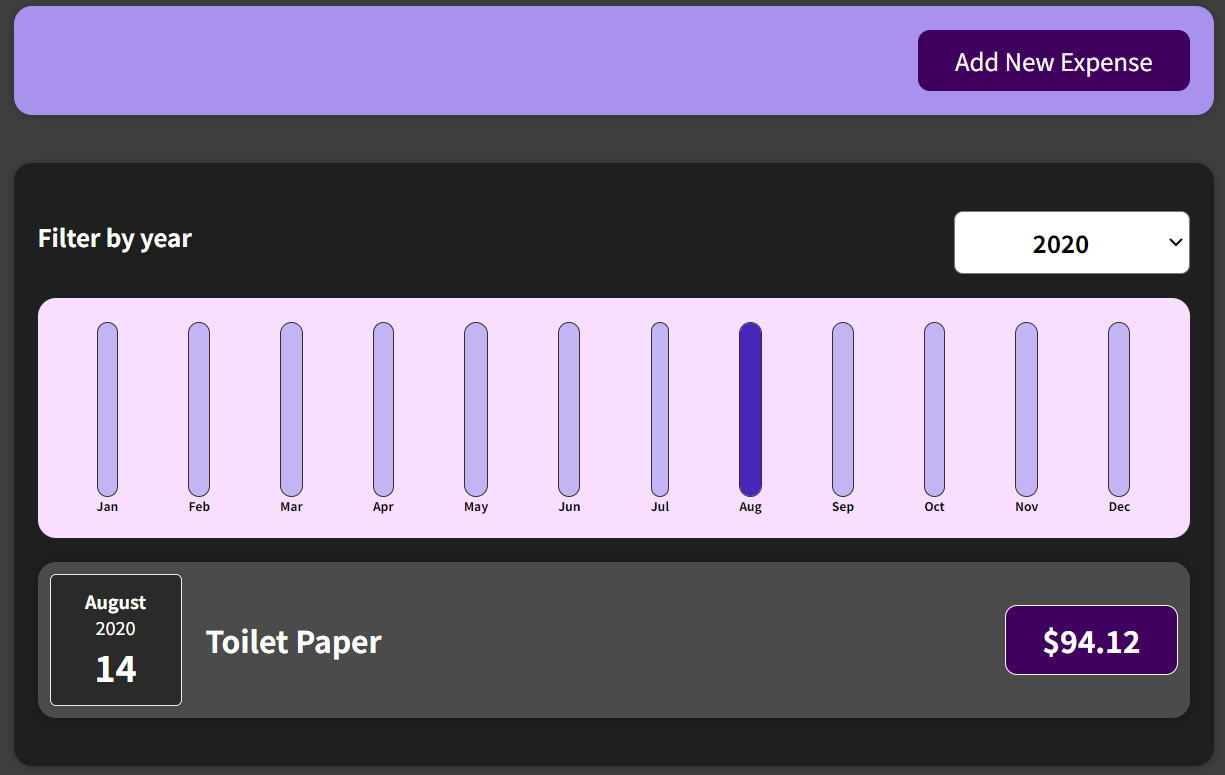 Add New Expense
Filter by year
2020
Jan Feb Mar Apr May Jun Jul Aug Sep Oct Nov Dec
August
2020
14
Toilet Paper
$94.12